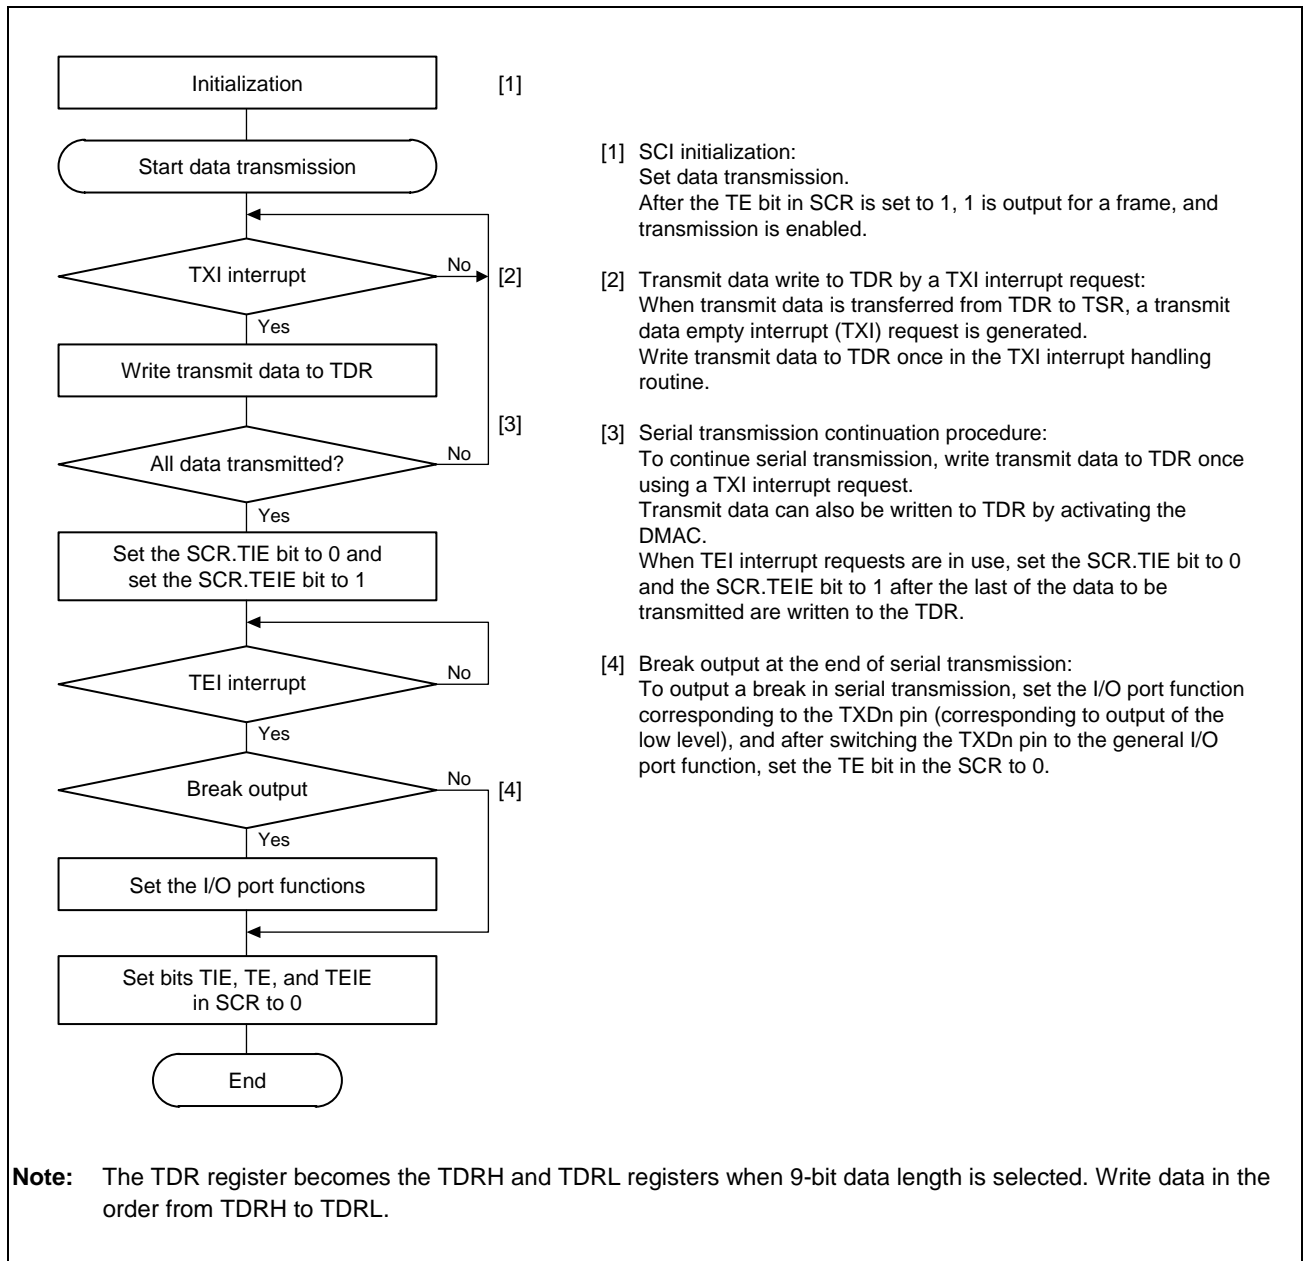 Initialization
[1]
Start data transmission
TXI interrupt
No
[2]
Yes
Write transmit data to TDR
[3]
All data transmitted?
No
Yes
Set the SCR.TIE bit to 0 and
set the SCR.TEIE bit to 1
TEI interrupt
No
Yes
Break output
No
[4]
Yes
Set the I/O port functions
Set bits TIE, TE, and TEIE
in SCR to 0
End
[1] SCI initialization:
Set data transmission.
After the TE bit in SCR is set to 1, 1 is output for a frame, and
transmission is enabled.
[2] Transmit data write to TDR by a TXI interrupt request:
When transmit data is transferred from TDR to TSR, a transmit
data empty interrupt (TXI) request is generated.
Write transmit data to TDR once in the TXI interrupt handling
routine.
[3] Serial transmission continuation procedure:
To continue serial transmission, write transmit data to TDR once
using a TXI interrupt request.
Transmit data can also be written to TDR by activating the
DMAC.
When TEI interrupt requests are in use, set the SCR.TIE bit to 0
and the SCR.TEIE bit to 1 after the last of the data to be
transmitted are written to the TDR.
[4] Break output at the end of serial transmission:
To output a break in serial transmission, set the I/O port function
corresponding to the TXDn pin (corresponding to output of the
low level), and after switching the TXDn pin to the general I/O
port function, set the TE bit in the SCR to 0.
Note: The TDR register becomes the TDRH and TDRL registers when 9-bit data length is selected. Write data in the
order from TDRH to TDRL.